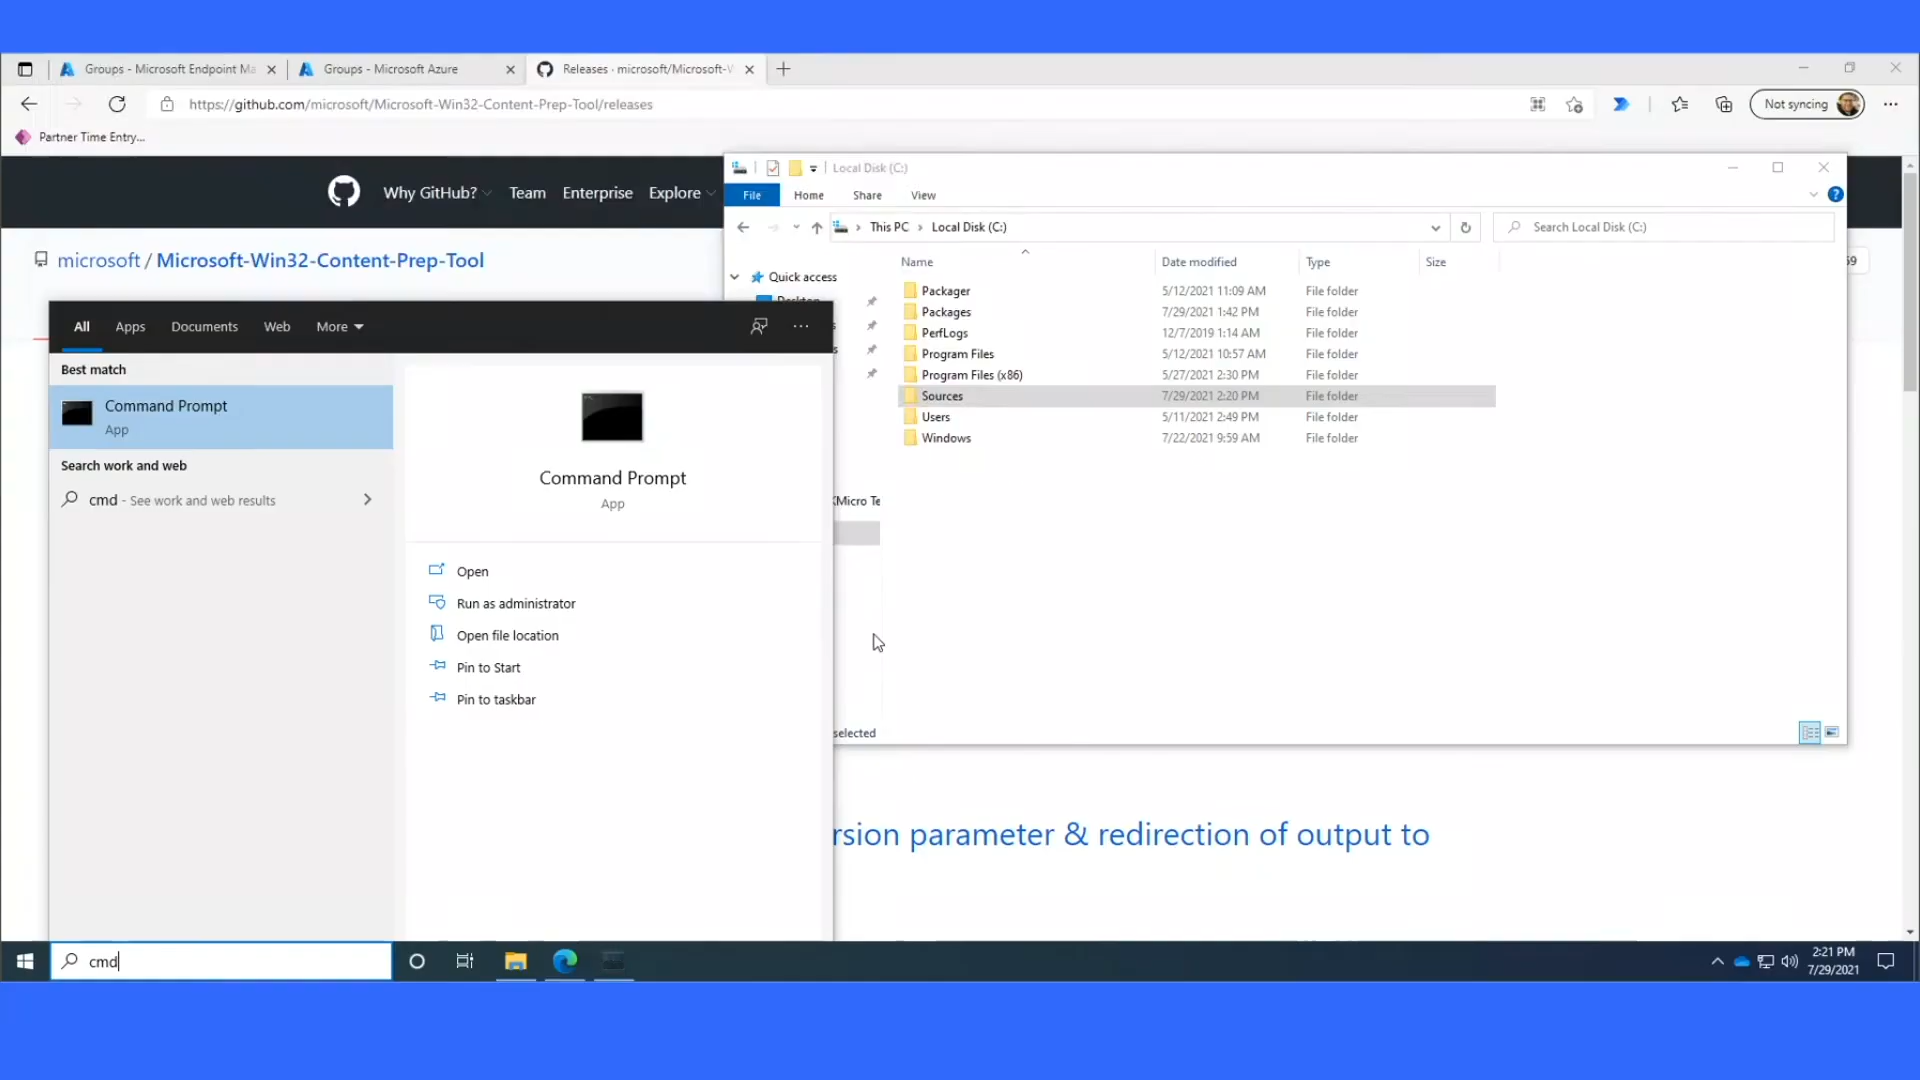 Groups - Microsoft Endpoint Ma
Groups - Microsoft Azure
Releases · microsoft/Microsoft-V
https://github.com/microsoft/Microsoft-Win32-Content-Prep-Tool/releases
Not syncing
Partner Time Entry...
Why GitHub?
Team
Enterprise
Explore
Local Disk (C:)
File
Home
Share
View
This PC › Local Disk (C:)
Search Local Disk (C:)
microsoft / Microsoft-Win32-Content-Prep-Tool
Name
Date modified
Type
Size
Quick access
Packager 5/12/2021 11:09 AM File folder
Packages 7/29/2021 1:42 PM File folder
PerfLogs 12/7/2019 1:14 AM File folder
Program Files 5/12/2021 10:57 AM File folder
Program Files (x86) 5/27/2021 2:30 PM File folder
Sources 7/29/2021 2:20 PM File folder
Users 5/11/2021 2:49 PM File folder
Windows 7/22/2021 9:59 AM File folder
selected
All
Apps
Documents
Web
More
Best match
Command Prompt
App
Search work and web
cmd - See work and web results
Command Prompt
App
Open
Run as administrator
Open file location
Pin to Start
Pin to taskbar
rsion parameter & redirection of output to
cmd
2:21 PM
7/29/2021